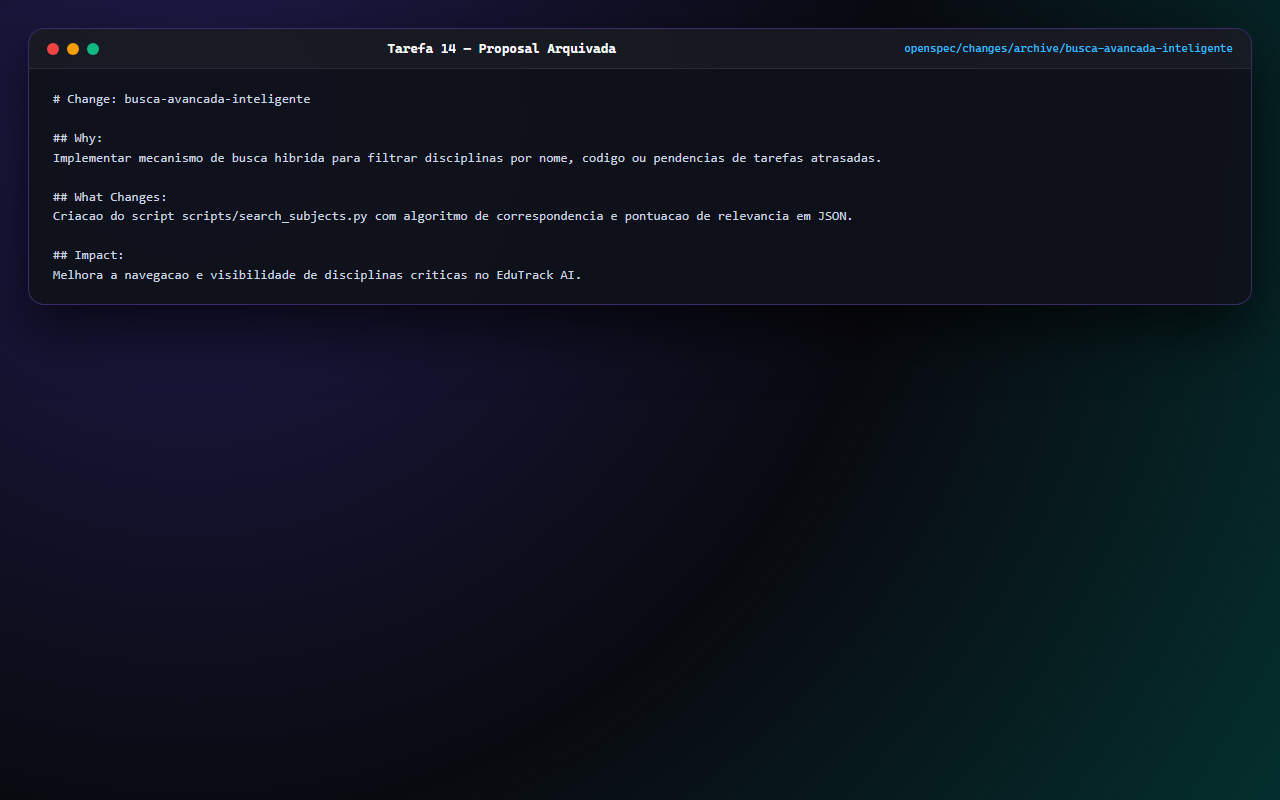 Tarefa 14 — Proposal Arquivada
openspec/changes/archive/busca-avancada-inteligente
# Change: busca-avancada-inteligente
## Why:
Implementar mecanismo de busca hibrida para filtrar disciplinas por nome, codigo ou pendencias de tarefas atrasadas.
## What Changes:
Criacao do script scripts/search_subjects.py com algoritmo de correspondencia e pontuacao de relevancia em JSON.
## Impact:
Melhora a navegacao e visibilidade de disciplinas criticas no EduTrack AI.